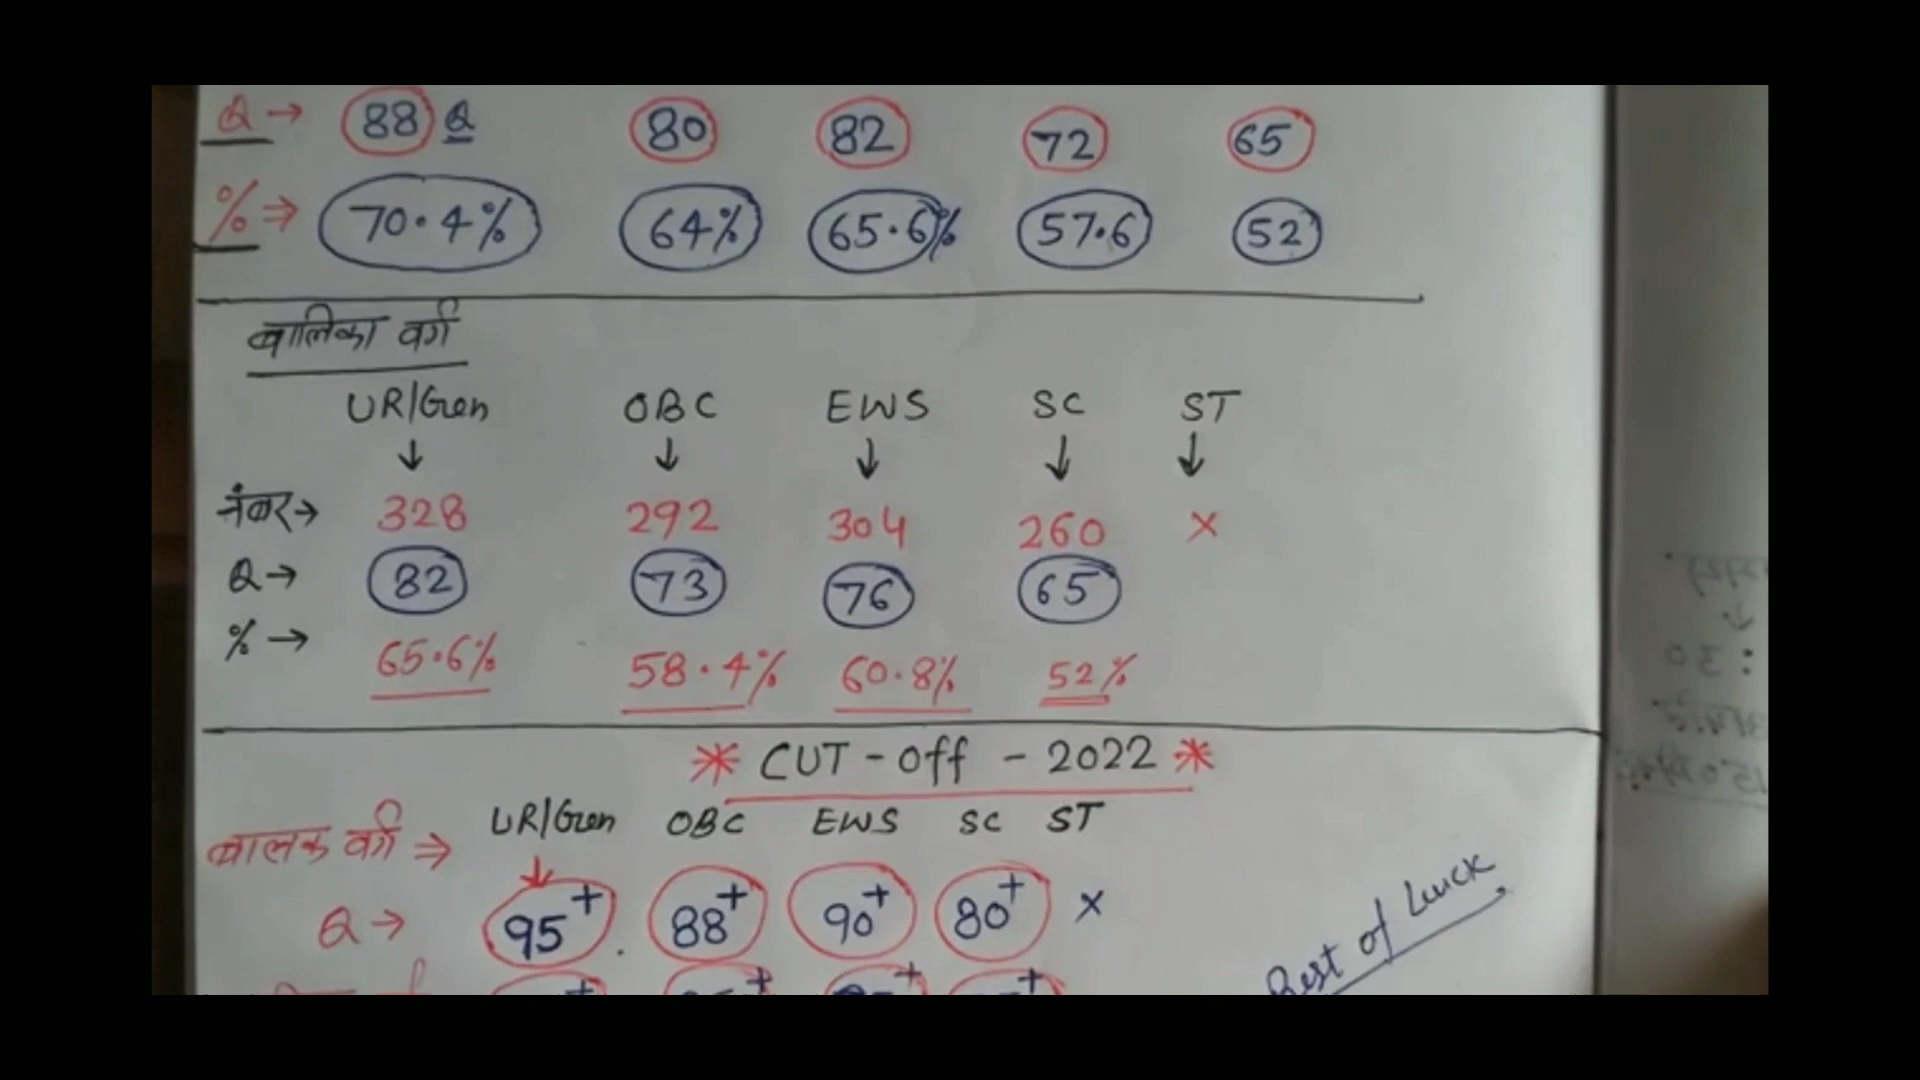 Q → 88 Q 80 82 72 65
% ⇒ 70.4% 64% 65.6% 57.6 52
बालिका वर्ग
UR/Gen OBC EWS SC ST
↓ ↓ ↓ ↓ ↓
नंबर → 328 292 304 260 ×
Q → 82 73 76 65
% → 65.6% 58.4% 60.8% 52%
* CUT-off - 2022 *
UR/Gen OBC EWS SC ST
बालक वर्ग ⇒ ↓
Q → 95+ . 88+ 90+ 80+ ×
Best of Luck